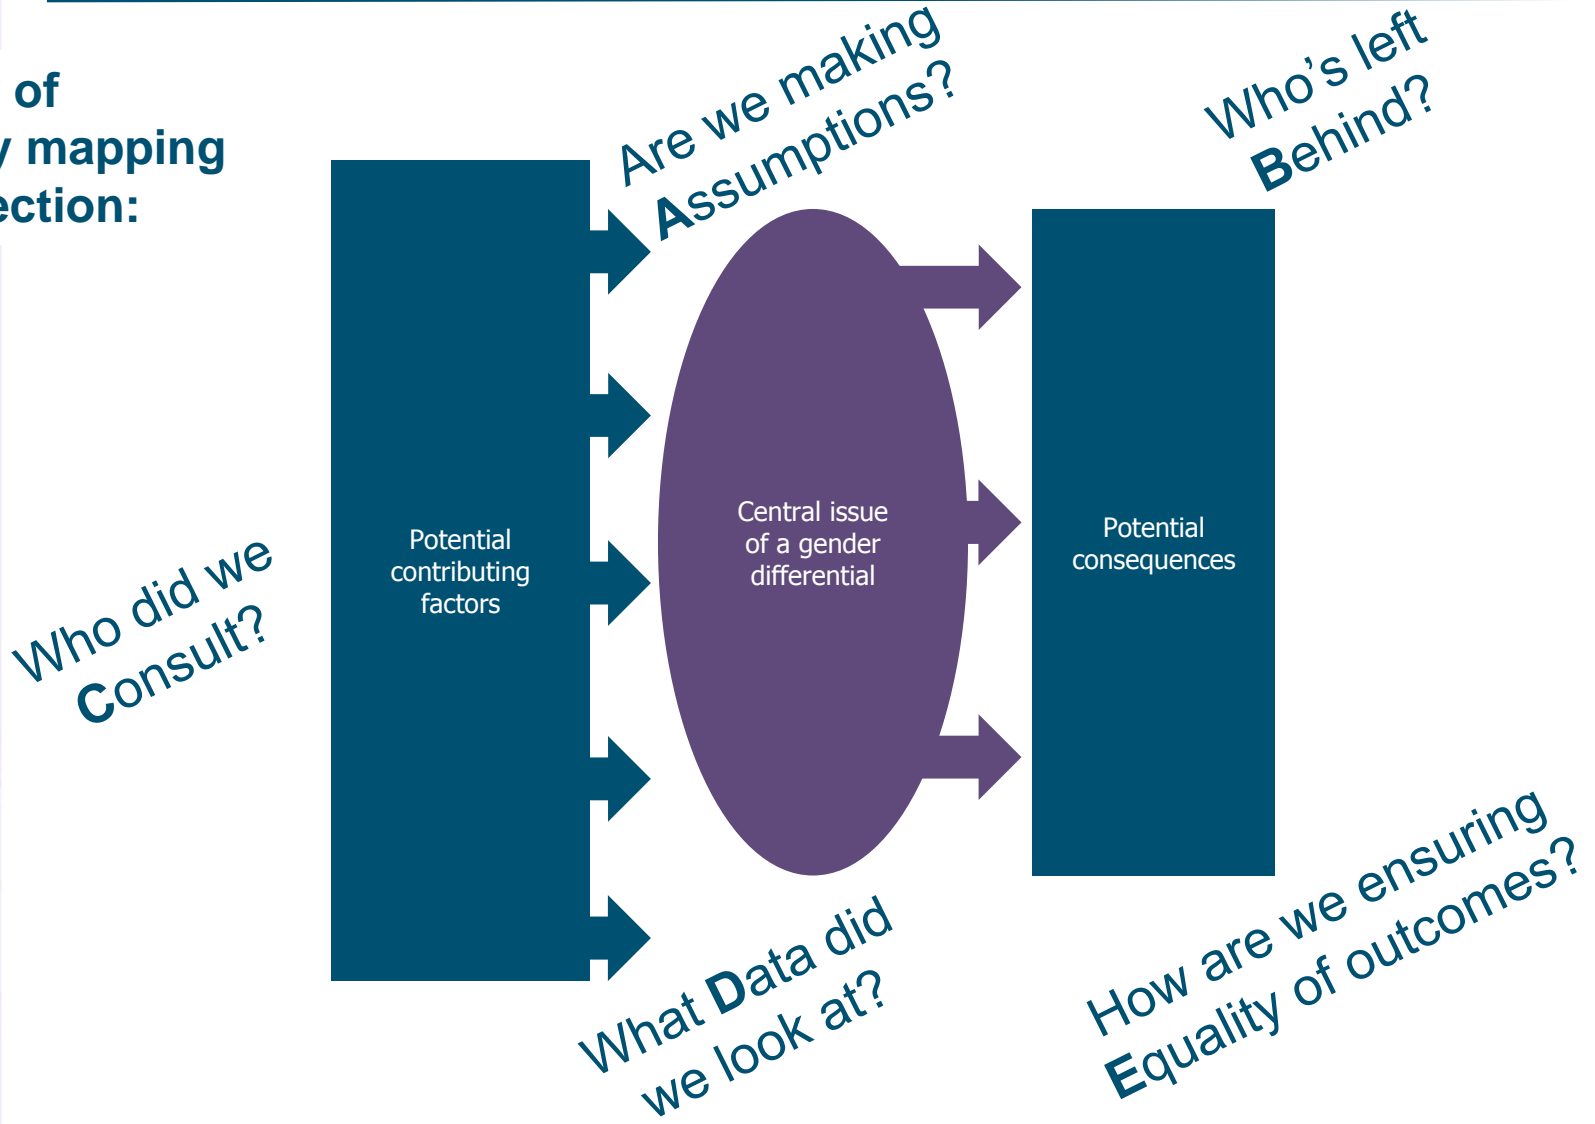 of
y mapping
ection:
Are we making
Assumptions?
Who's left
Behind?
Who did we
Consult?
Potential
contributing
factors
Central issue
of a gender
differential
Potential
consequences
What Data did
we look at?
How are we ensuring
Equality of outcomes?